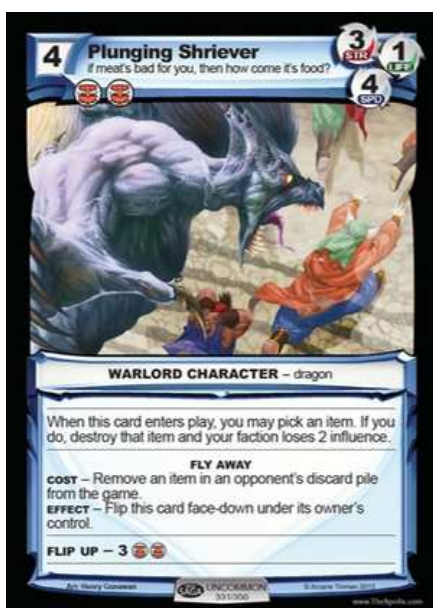 4
Plunging Shriever
if meat's bad for you, then how come it's food?
3
STR
1
LIFE
4
SPD
WARLORD CHARACTER – dragon
When this card enters play, you may pick an item. If you
do, destroy that item and your faction loses 2 influence.
FLY AWAY
COST – Remove an item in an opponent's discard pile
from the game.
EFFECT – Flip this card face-down under its owner's
control.
FLIP UP – 3
UNCOMMON
331/350
www.TheSpoils.com